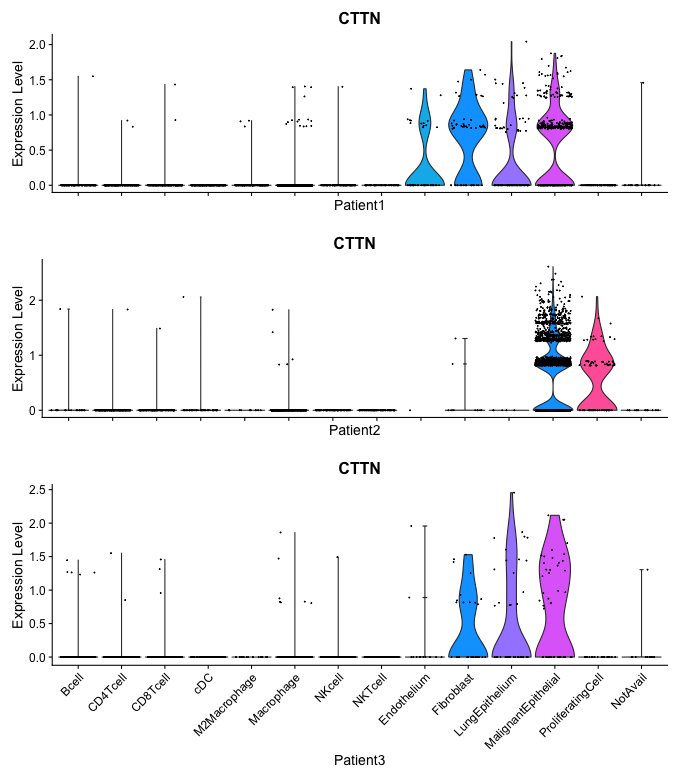 CTTN
Expression Level
2.0
1.5
1.0
0.5
0.0
Patient1
CTTN
Expression Level
2
1
0
Patient2
CTTN
Expression Level
2.5
2.0
1.5
1.0
0.5
0.0
Bcell
CD4Tcell
CD8Tcell
cDC
M2Macrophage
Macrophage
NKcell
NKTcell
Endothelium
Fibroblast
LungEpithelium
MalignantEpithelial
ProliferatingCell
NotAvail
Patient3